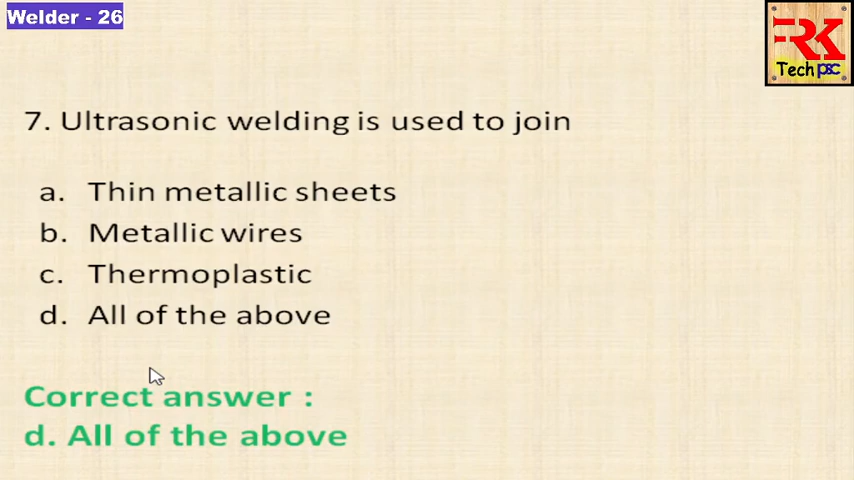 Welder - 26
RK
Tech psc
7. Ultrasonic welding is used to join
a. Thin metallic sheets
b. Metallic wires
c. Thermoplastic
d. All of the above
Correct answer :
d. All of the above